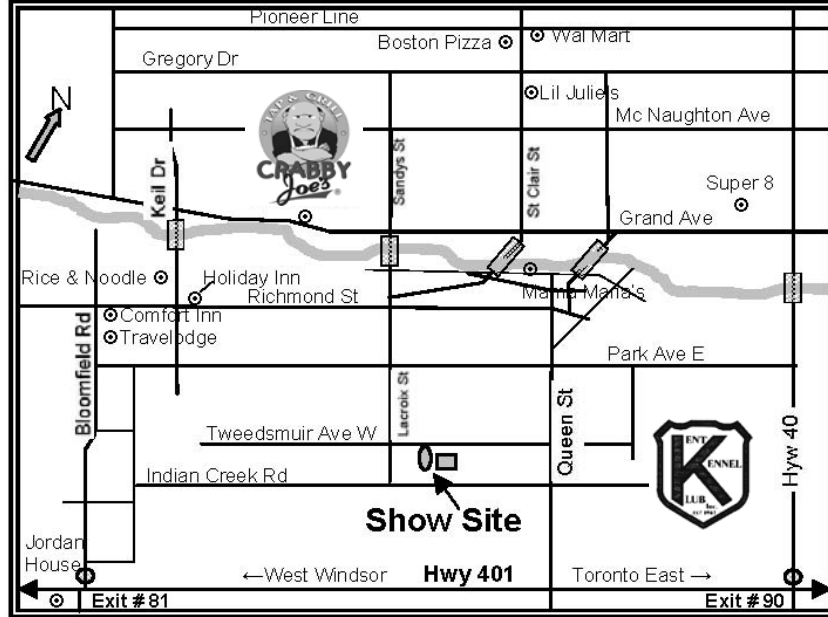 Pioneer Line
Boston Pizza
Wal Mart
Gregory Dr
N
Lil Julie's
TAP & GRILL
CRABBY
Joe's
Mc Naughton Ave
Keil Dr
Sandys St
St Clair St
Super 8
Grand Ave
Rice & Noodle
Holiday Inn
Richmond St
Mama Maria's
Comfort Inn
Travelodge
Bloomfield Rd
Park Ave E
Lacroix St
Queen St
Hyw 40
Tweedsmuir Ave W
Indian Creek Rd
KENT
KENNEL
KLUB
Inc.
Show Site
Jordan
House
←West Windsor
Hwy 401
Toronto East →
Exit # 81
Exit # 90